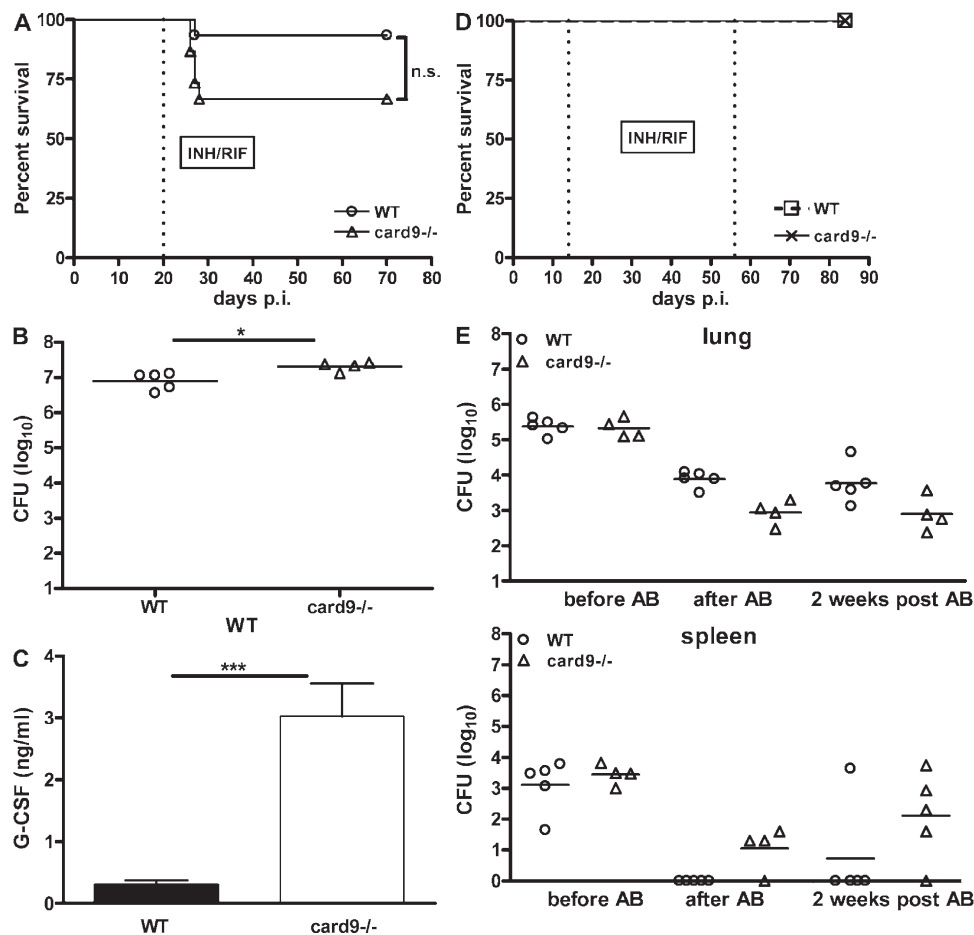 A
100
75
50
25
0
Percent survival
INH/RIF
n.s.
WT
card9-/-
0 10 20 30 40 50 60 70 80
days p.i.
D
100
75
50
25
0
Percent survival
INH/RIF
WT
card9-/-
0 10 20 30 40 50 60 70 80 90
days p.i.
B
8
7
6
5
4
3
2
1
CFU (log10)
*
WT card9-/-
WT
C
4
3
2
1
0
G-CSF (ng/ml)
***
WT card9-/-
E
lung
WT
card9-/-
8
7
6
5
4
3
2
1
CFU (log10)
before AB after AB 2 weeks post AB
spleen
WT
card9-/-
8
7
6
5
4
3
2
1
0
CFU (log10)
before AB after AB 2 weeks post AB